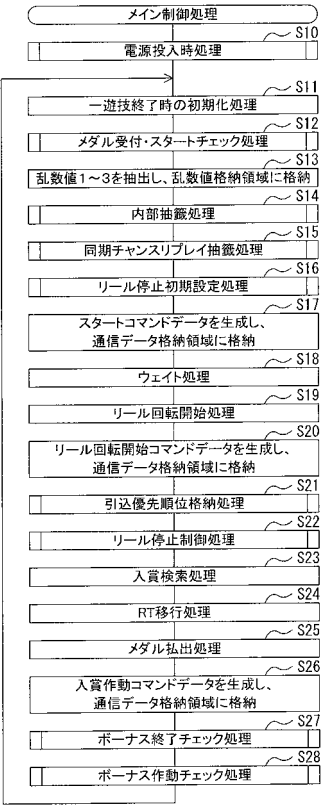 メイン制御処理
S10
電源投入時処理
S11
一遊技終了時の初期化処理
S12
メダル受付・スタートチェック処理
S13
乱数値1～3を抽出し、乱数値格納領域に格納
S14
内部抽籤処理
S15
同期チャンスリプレイ抽籤処理
S16
リール停止初期設定処理
S17
スタートコマンドデータを生成し、
通信データ格納領域に格納
S18
ウェイト処理
S19
リール回転開始処理
S20
リール回転開始コマンドデータを生成し、
通信データ格納領域に格納
S21
引込優先順位格納処理
S22
リール停止制御処理
S23
入賞検索処理
S24
RT移行処理
S25
メダル払出処理
S26
入賞作動コマンドデータを生成し、
通信データ格納領域に格納
S27
ボーナス終了チェック処理
S28
ボーナス作動チェック処理